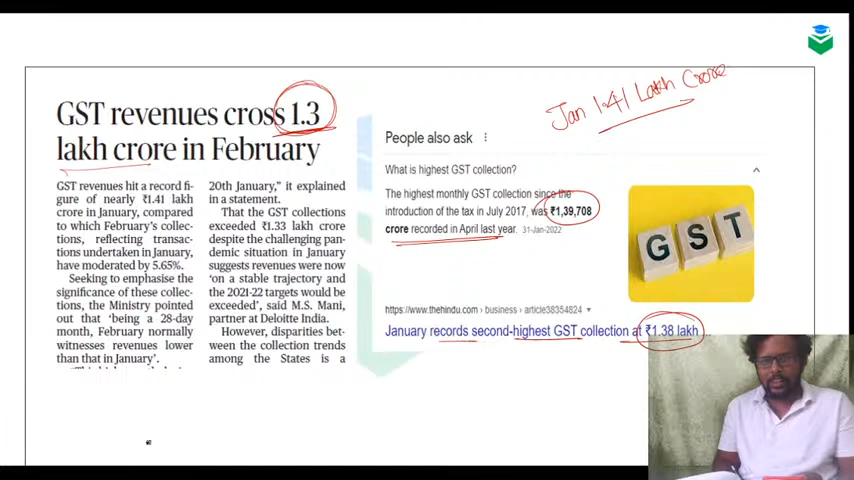 GST revenues cross 1.3
lakh crore in February
GST revenues hit a record fi-
gure of nearly ₹1.41 lakh
crore in January, compared
to which February's collec-
tions, reflecting transac-
tions undertaken in January,
have moderated by 5.65%.
Seeking to emphasise the
significance of these collec-
tions, the Ministry pointed
out that 'being a 28-day
month, February normally
witnesses revenues lower
than that in January'.
20th January," it explained
in a statement.
That the GST collections
exceeded ₹1.33 lakh crore
despite the challenging pan-
demic situation in January
suggests revenues were now
'on a stable trajectory and
the 2021-22 targets would be
exceeded', said M.S. Mani,
partner at Deloitte India.
However, disparities bet-
ween the collection trends
among the States is a
Jan 1.41 Lakh Crore
People also ask
What is highest GST collection?
The highest monthly GST collection since the
introduction of the tax in July 2017, was ₹1,39,708
crore recorded in April last year. 31-Jan-2022
GST
https://www.thehindu.com › business › article38354824
January records second-highest GST collection at ₹1.38 lakh